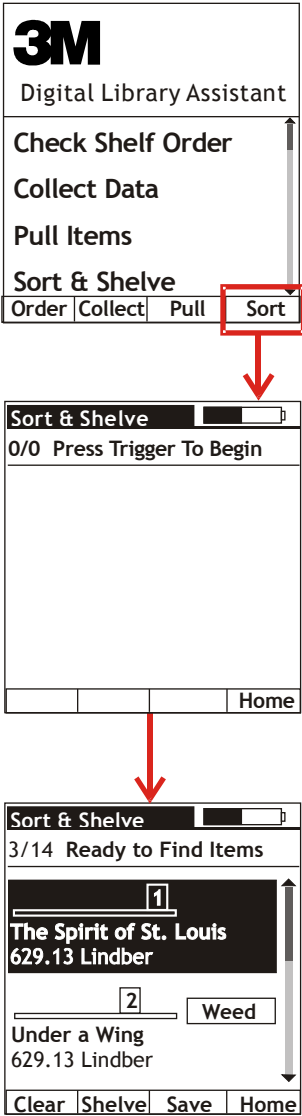 3M
Digital Library Assistant
Check Shelf Order
Collect Data
Pull Items
Sort & Shelve
Order Collect Pull Sort
Sort & Shelve
0/0 Press Trigger To Begin
Home
Sort & Shelve
3/14 Ready to Find Items
1
The Spirit of St. Louis
629.13 Lindber
2
Weed
Under a Wing
629.13 Lindber
Clear Shelve Save Home